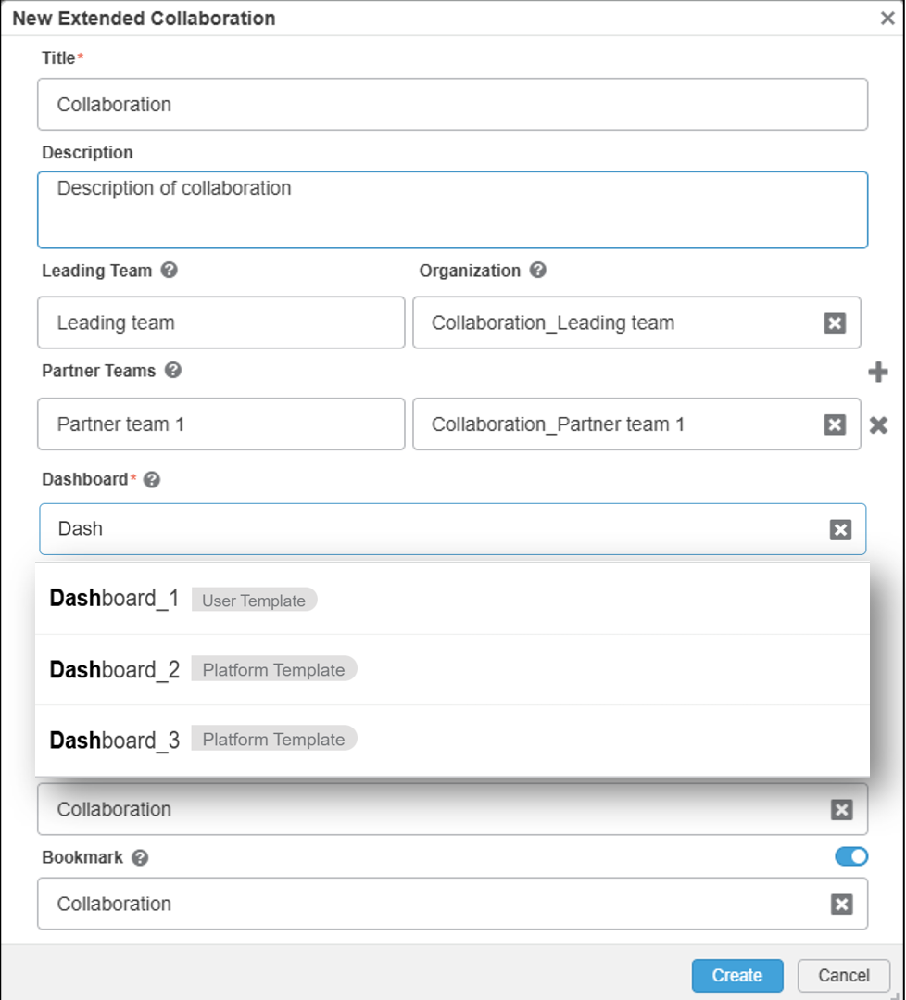 New Extended Collaboration
Title*
Collaboration
Description
Description of collaboration
Leading Team Organization
Leading team Collaboration_Leading team
Partner Teams
Partner team 1 Collaboration_Partner team 1
Dashboard*
Dash
Dashboard_1 User Template
Dashboard_2 Platform Template
Dashboard_3 Platform Template
Collaboration
Bookmark
Collaboration
Create Cancel